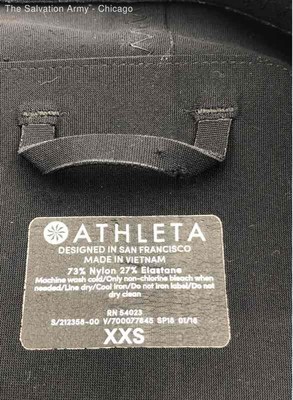 The Salvation Army - Chicago
ATHLETA
DESIGNED IN SAN FRANCISCO
MADE IN VIETNAM
73% Nylon 27% Elastane
Machine wash cold/Only non-chlorine bleach when
needed/Line dry/Cool iron/Do not iron label/Do not
dry clean
RN 54023
S/212358-00 V/700077845 SP16 01/16
XXS